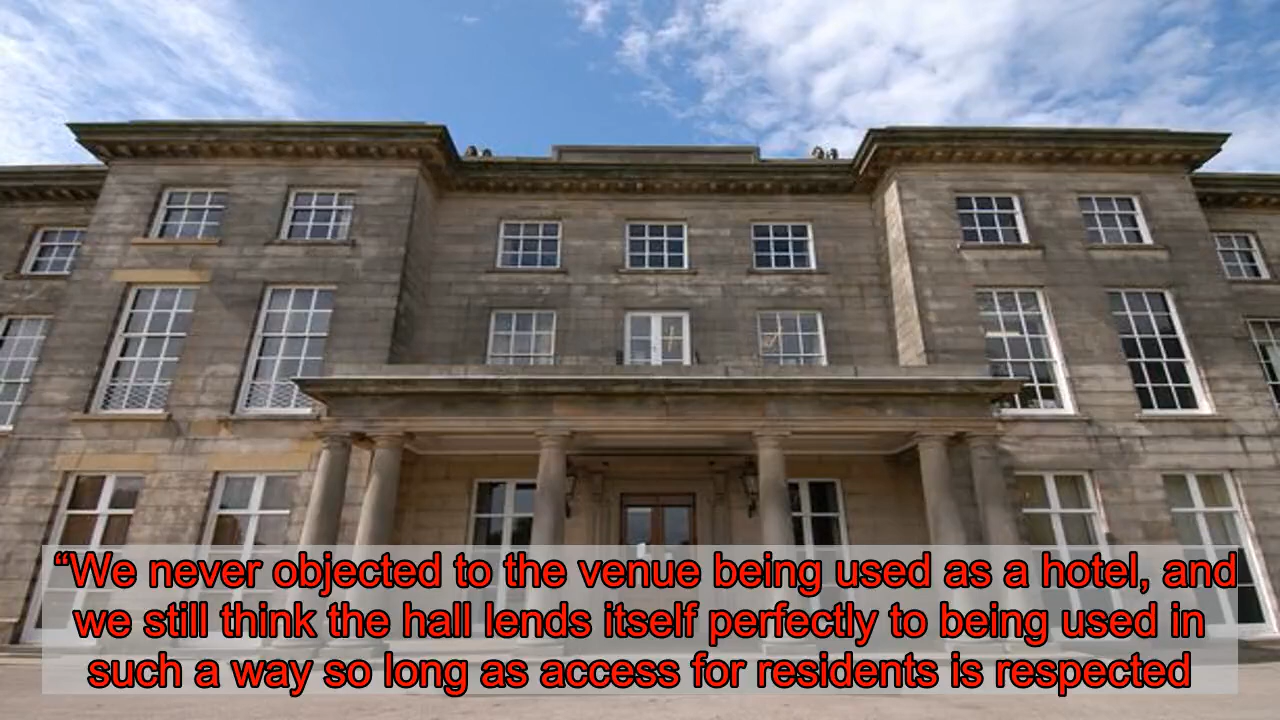 “We never objected to the venue being used as a hotel, and
we still think the hall lends itself perfectly to being used in
such a way so long as access for residents is respected